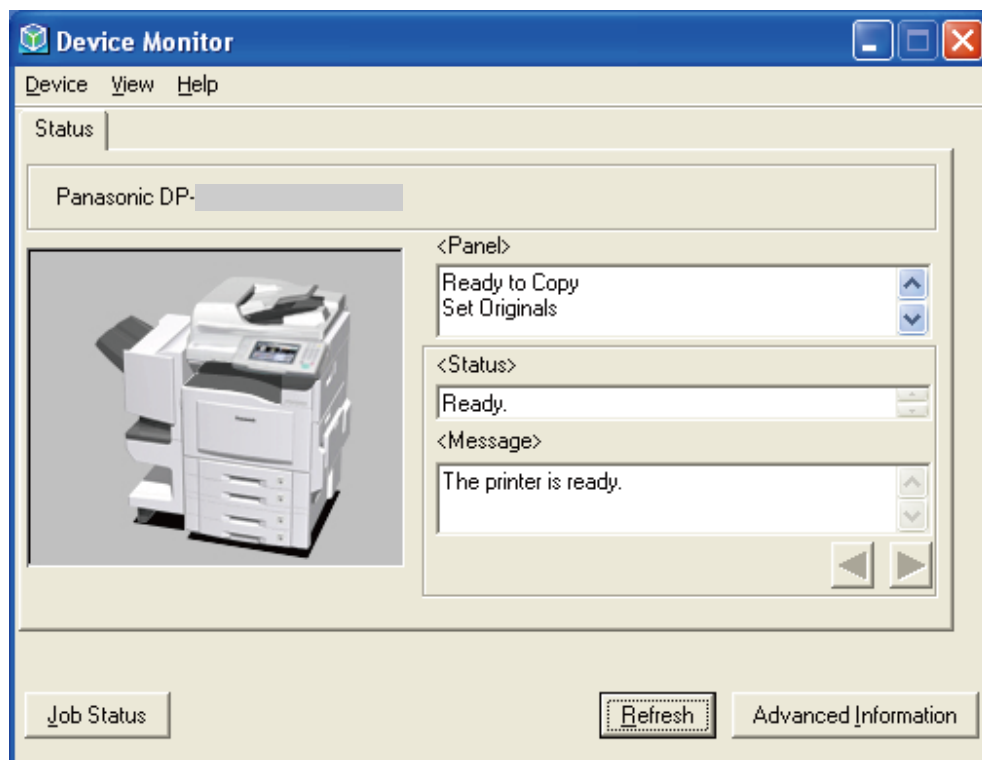 Device Monitor
Device View Help
Status
Panasonic DP-
<Panel>
Ready to Copy
Set Originals
<Status>
Ready.
<Message>
The printer is ready.
Job Status Refresh Advanced Information